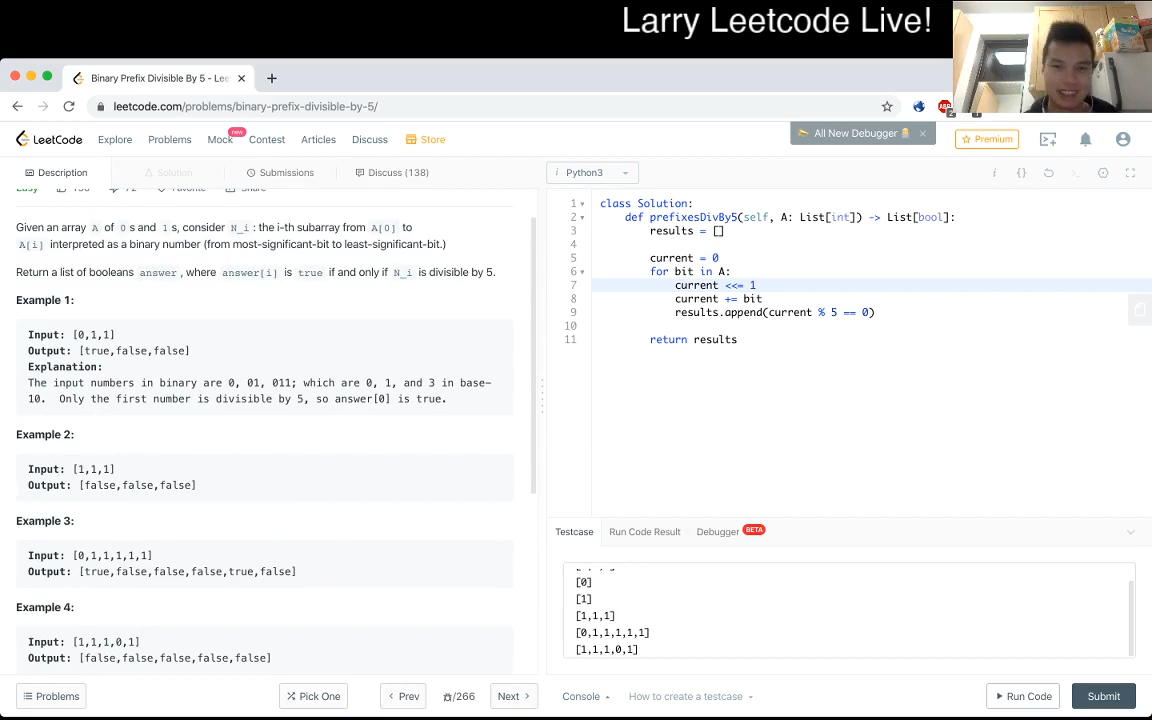 Larry Leetcode Live!
Binary Prefix Divisible By 5 - Lee
leetcode.com/problems/binary-prefix-divisible-by-5/
LeetCode Explore Problems Mock new Contest Articles Discuss Store
All New Debugger
Premium
Description Solution Submissions Discuss (138)
Python3
Given an array A of 0 s and 1 s, consider N_i : the i-th subarray from A[0] to
A[i] interpreted as a binary number (from most-significant-bit to least-significant-bit.)
Return a list of booleans answer , where answer[i] is true if and only if N_i is divisible by 5.
Example 1:
Input: [0,1,1]
Output: [true,false,false]
Explanation:
The input numbers in binary are 0, 01, 011; which are 0, 1, and 3 in base-
10.  Only the first number is divisible by 5, so answer[0] is true.
Example 2:
Input: [1,1,1]
Output: [false,false,false]
Example 3:
Input: [0,1,1,1,1,1]
Output: [true,false,false,false,true,false]
Example 4:
Input: [1,1,1,0,1]
Output: [false,false,false,false,false]
1 class Solution:
2 def prefixesDivBy5(self, A: List[int]) -> List[bool]:
3 results = []
4
5 current = 0
6 for bit in A:
7 current <<= 1
8 current += bit
9 results.append(current % 5 == 0)
10
11 return results
Testcase Run Code Result Debugger BETA
[0]
[1]
[1,1,1]
[0,1,1,1,1,1]
[1,1,1,0,1]
Problems Pick One Prev /266 Next Console How to create a testcase Run Code Submit